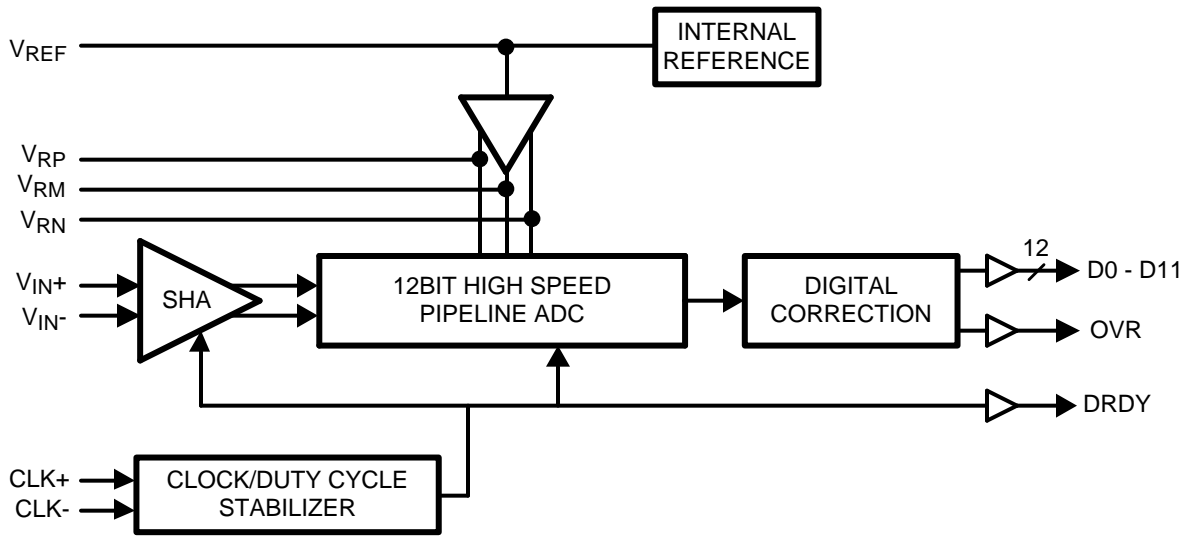 VREF
INTERNAL
REFERENCE
VRP
VRM
VRN
VIN+
VIN-
SHA
12BIT HIGH SPEED
PIPELINE ADC
DIGITAL
CORRECTION
12
D0 - D11
OVR
DRDY
CLK+
CLK-
CLOCK/DUTY CYCLE
STABILIZER